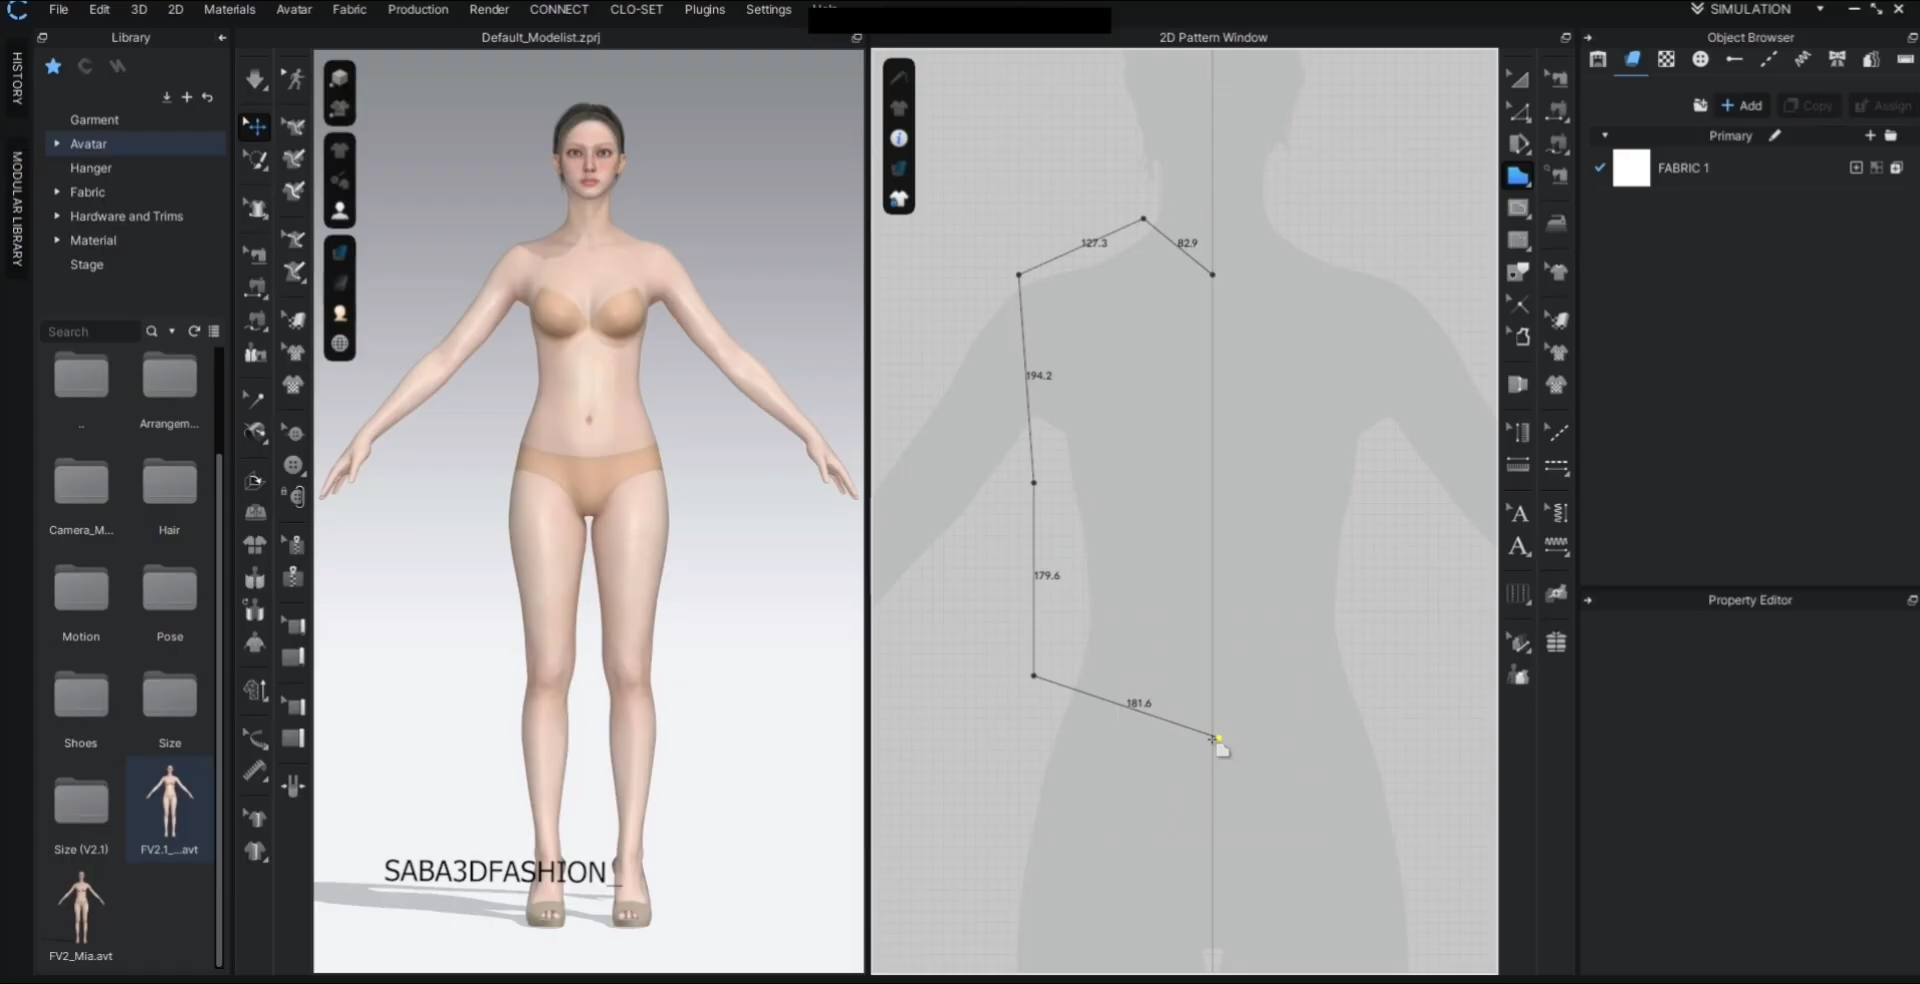 File Edit 3D 2D Materials Avatar Fabric Production Render CONNECT CLO-SET Plugins Settings
SIMULATION
Library
Default_Modelist.zprj
2D Pattern Window
Object Browser
HISTORY
MODULAR LIBRARY
Garment
Avatar
Hanger
Fabric
Hardware and Trims
Material
Stage
Search
..
Arrangem...
Camera_M...
Hair
Motion
Pose
Shoes
Size
Size (V2.1)
FV2.1_...avt
FV2_Mia.avt
SABA3DFASHION_
127.3
82.9
194.2
179.6
181.6
Add
Copy
Assign
Primary
FABRIC 1
Property Editor